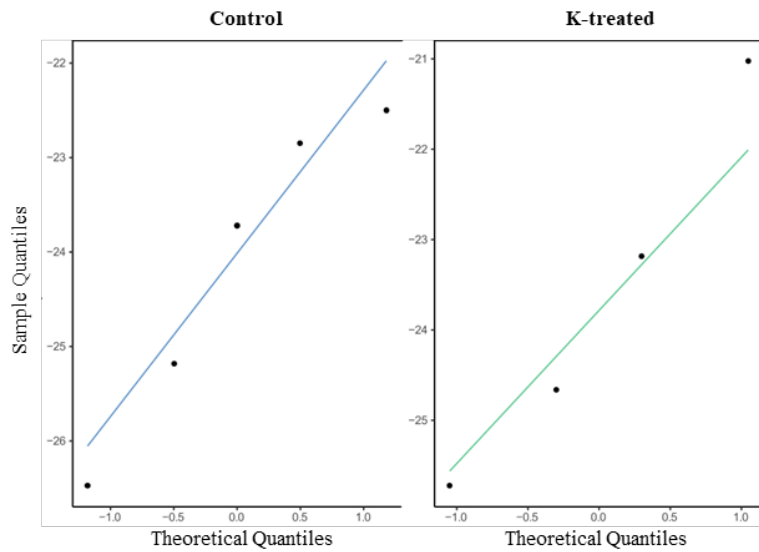 Control
K-treated
Sample Quantiles
−22
−23
−24
−25
−26
−1.0 −0.5 0.0 0.5 1.0
Theoretical Quantiles
−21
−22
−23
−24
−25
−1.0 −0.5 0.0 0.5 1.0
Theoretical Quantiles